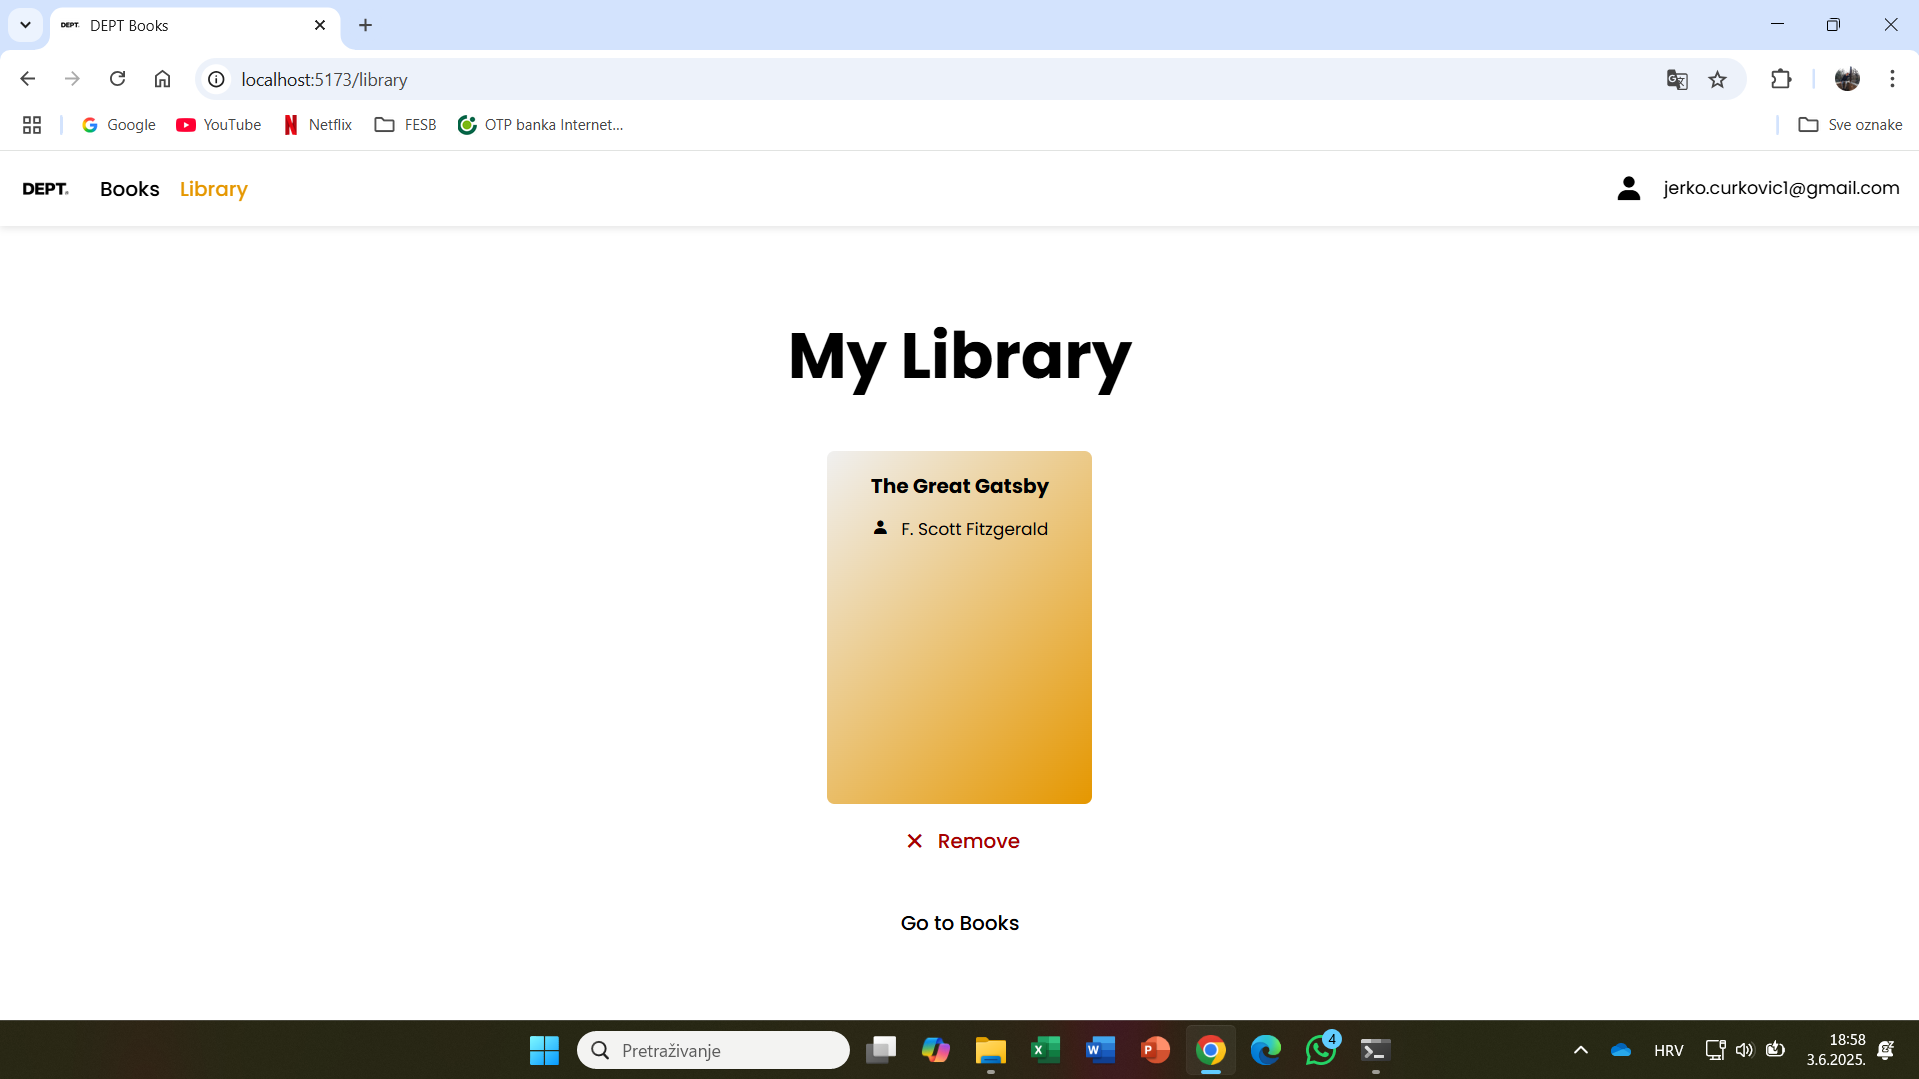 DEPT. DEPT Books
localhost:5173/library
Google YouTube Netflix FESB OTP banka Internet... Sve oznake
DEPT. Books Library jerko.curkovic1@gmail.com
My Library
The Great Gatsby
F. Scott Fitzgerald
Remove
Go to Books
Pretraživanje 4 HRV 18:58
3.6.2025.